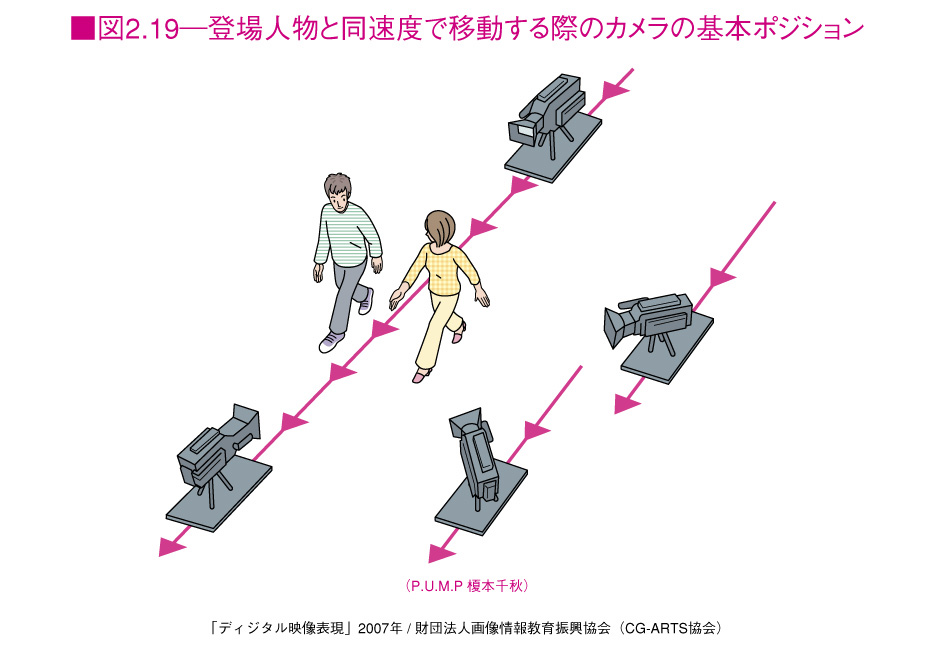 ■図2.19―登場人物と同速度で移動する際のカメラの基本ポジション
（P.U.M.P 榎本千秋）
「ディジタル映像表現」2007年 / 財団法人画像情報教育振興協会（CG-ARTS協会）